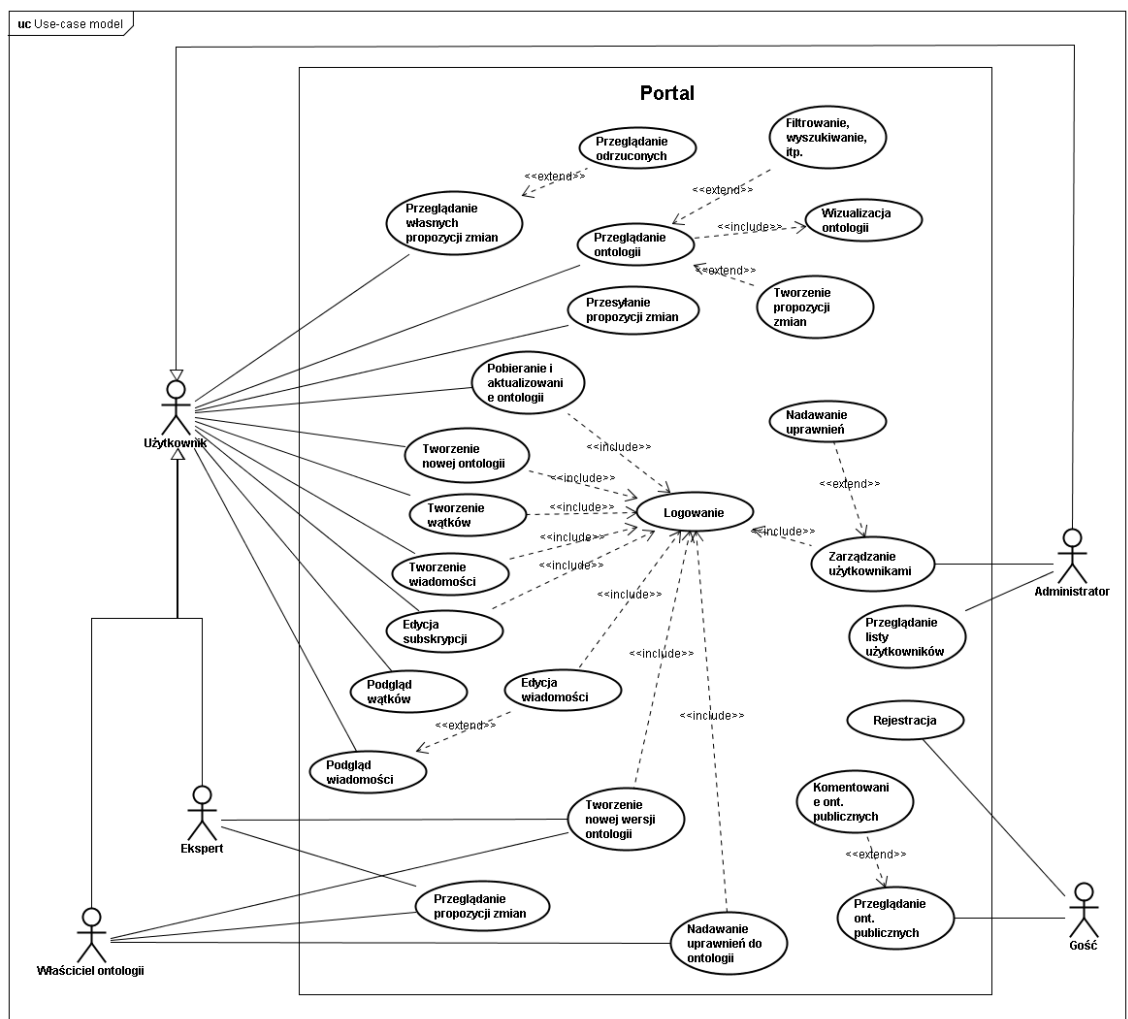 uc Use-case model
Portal
Przeglądanie
odrzuconych
Filtrowanie,
wyszukiwanie,
itp.
<<extend>>
<<extend>>
Przeglądanie
własnych
propozycji zmian
Wizualizacja
ontologii
<<include>>
Przeglądanie
ontologii
<<extend>>
Tworzenie
propozycji
zmian
Przesyłanie
propozycji zmian
Pobieranie i
aktualizowani
e ontologii
Użytkownik
Nadawanie
uprawnień
<<include>>
Tworzenie
nowej ontologii
<<include>>
<<extend>>
Tworzenie
wątków
<<include>>
Logowanie
<<include>>
<<include>>
Zarządzanie
użytkownikami
Administrator
Tworzenie
wiadomości
<<include>>
<<include>>
Edycja
subskrypcji
Przeglądanie
listy
użytkowników
<<include>>
Podgląd
wątków
Edycja
wiadomości
<<include>>
<<extend>>
Rejestracja
Podgląd
wiadomości
Komentowani
e ont.
publicznych
Tworzenie
nowej wersji
ontologii
Ekspert
<<extend>>
Przeglądanie
propozycji zmian
Przeglądanie
ont.
publicznych
Gość
Nadawanie
uprawnień do
ontologii
Właściciel ontologii